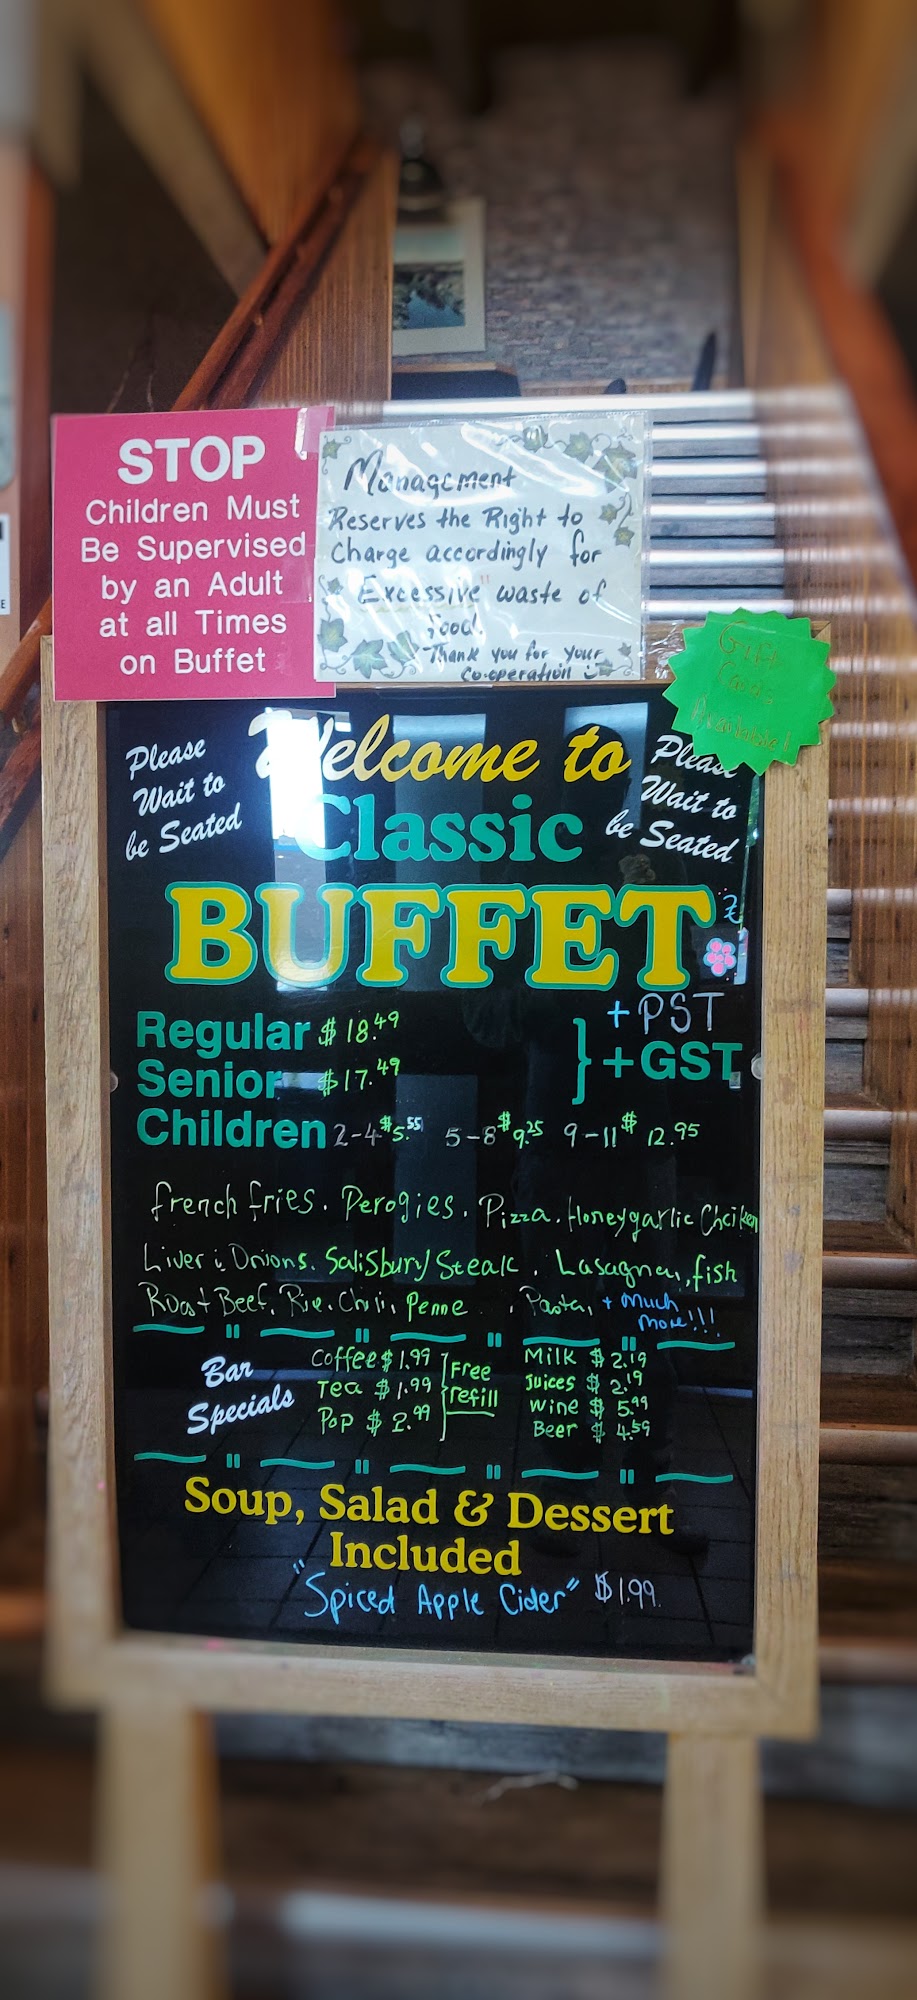 STOP
Children Must
Be Supervised
by an Adult
at all Times
on Buffet
Management
Reserves the Right to
Charge accordingly for
"Excessive" waste of
food.
Thank you for your
co-operation
Gift
Cards
Available!
Please
Wait to
be Seated
Welcome to
Classic
BUFFET
Please
Wait to
be Seated
Regular $ 18.49
Senior $17.49
+ PST
} +GST
Children 2-4 $5.55 5-8 $9.25 9-11 $12.95
French fries. Perogies. Pizza. Honeygarlic
Liver & Onions. Salisbury Steak. Lasagna, fish
Roast Beef, Rice, Chili, Penne Pasta, + much
more!!!
Bar
Specials
Coffee $ 1.99
Tea $ 1.99
Pop $ 2.99
Free
refill
Milk $ 2.19
Juices $ 2.19
Wine $ 5.99
Beer $ 4.59
Soup, Salad & Dessert
Included
"Spiced Apple Cider" $1.99.